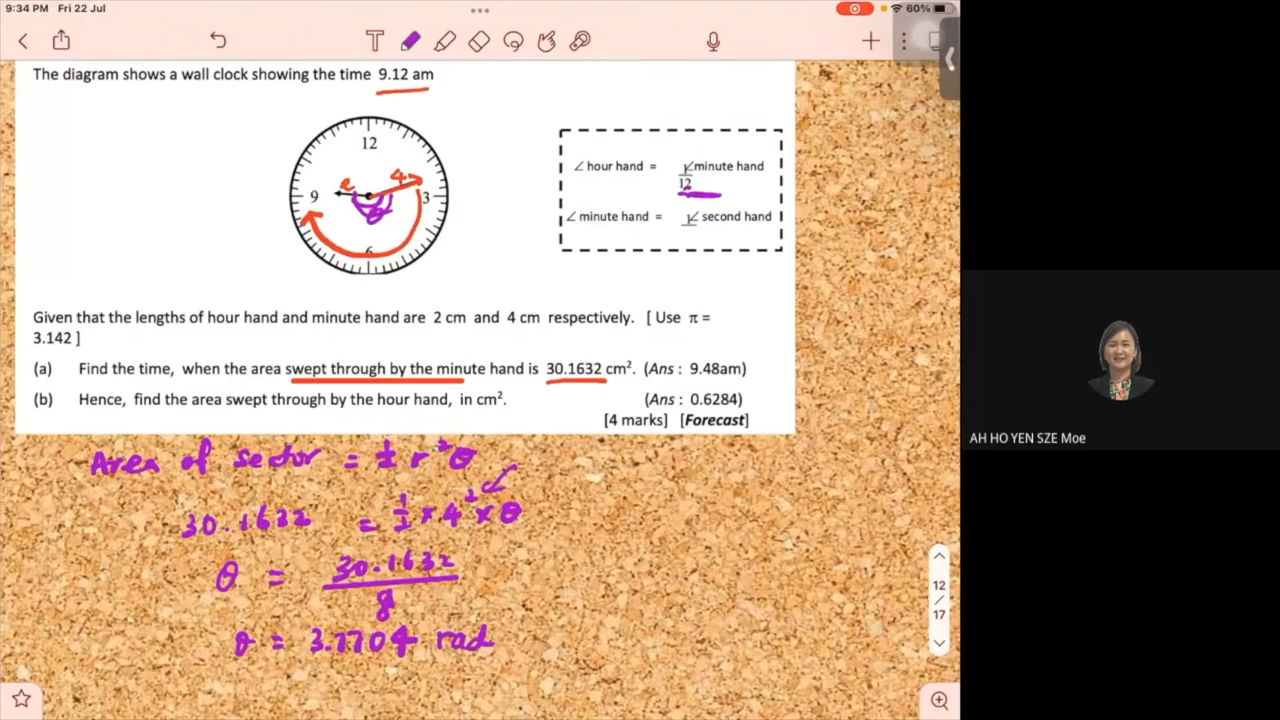 9:34 PM Fri 22 Jul
60%
The diagram shows a wall clock showing the time 9.12 am
12
2
4
9
3
6
θ
∠ hour hand = 1/12 ∠ minute hand
∠ minute hand = ∠ second hand
Given that the lengths of hour hand and minute hand are 2 cm and 4 cm respectively. [ Use π =
3.142 ]
(a) Find the time, when the area swept through by the minute hand is 30.1632 cm². (Ans : 9.48am)
(b) Hence, find the area swept through by the hour hand, in cm². (Ans : 0.6284)
[4 marks] [Forecast]
Area of sector = ½ r²θ
30.1632 = ½ × 4² × θ
θ = 30.1632 / 8
θ = 3.7704 rad
AH HO YEN SZE Moe
12
/
17